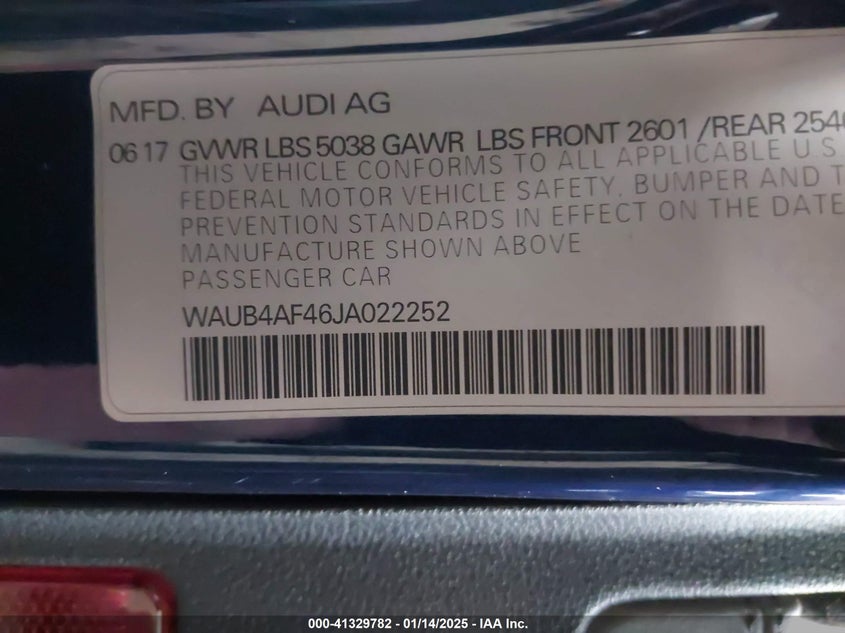 MFD. BY AUDI AG
06 17 GVWR LBS 5038 GAWR LBS FRONT 2601 /REAR 2540
THIS VEHICLE CONFORMS TO ALL APPLICABLE U S
FEDERAL MOTOR VEHICLE SAFETY, BUMPER AND T
PREVENTION STANDARDS IN EFFECT ON THE DATE
MANUFACTURE SHOWN ABOVE
PASSENGER CAR
WAUB4AF46JA022252
000-41329782 - 01/14/2025 - IAA Inc.